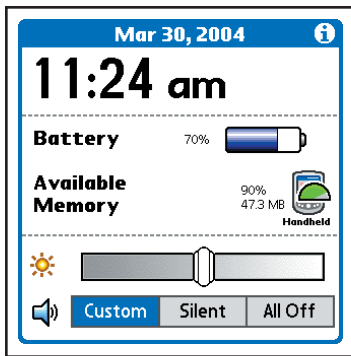 Mar 30, 2004 i
11:24 am
Battery 70%
Available
Memory
90%
47.3 MB
Handheld
Custom Silent All Off